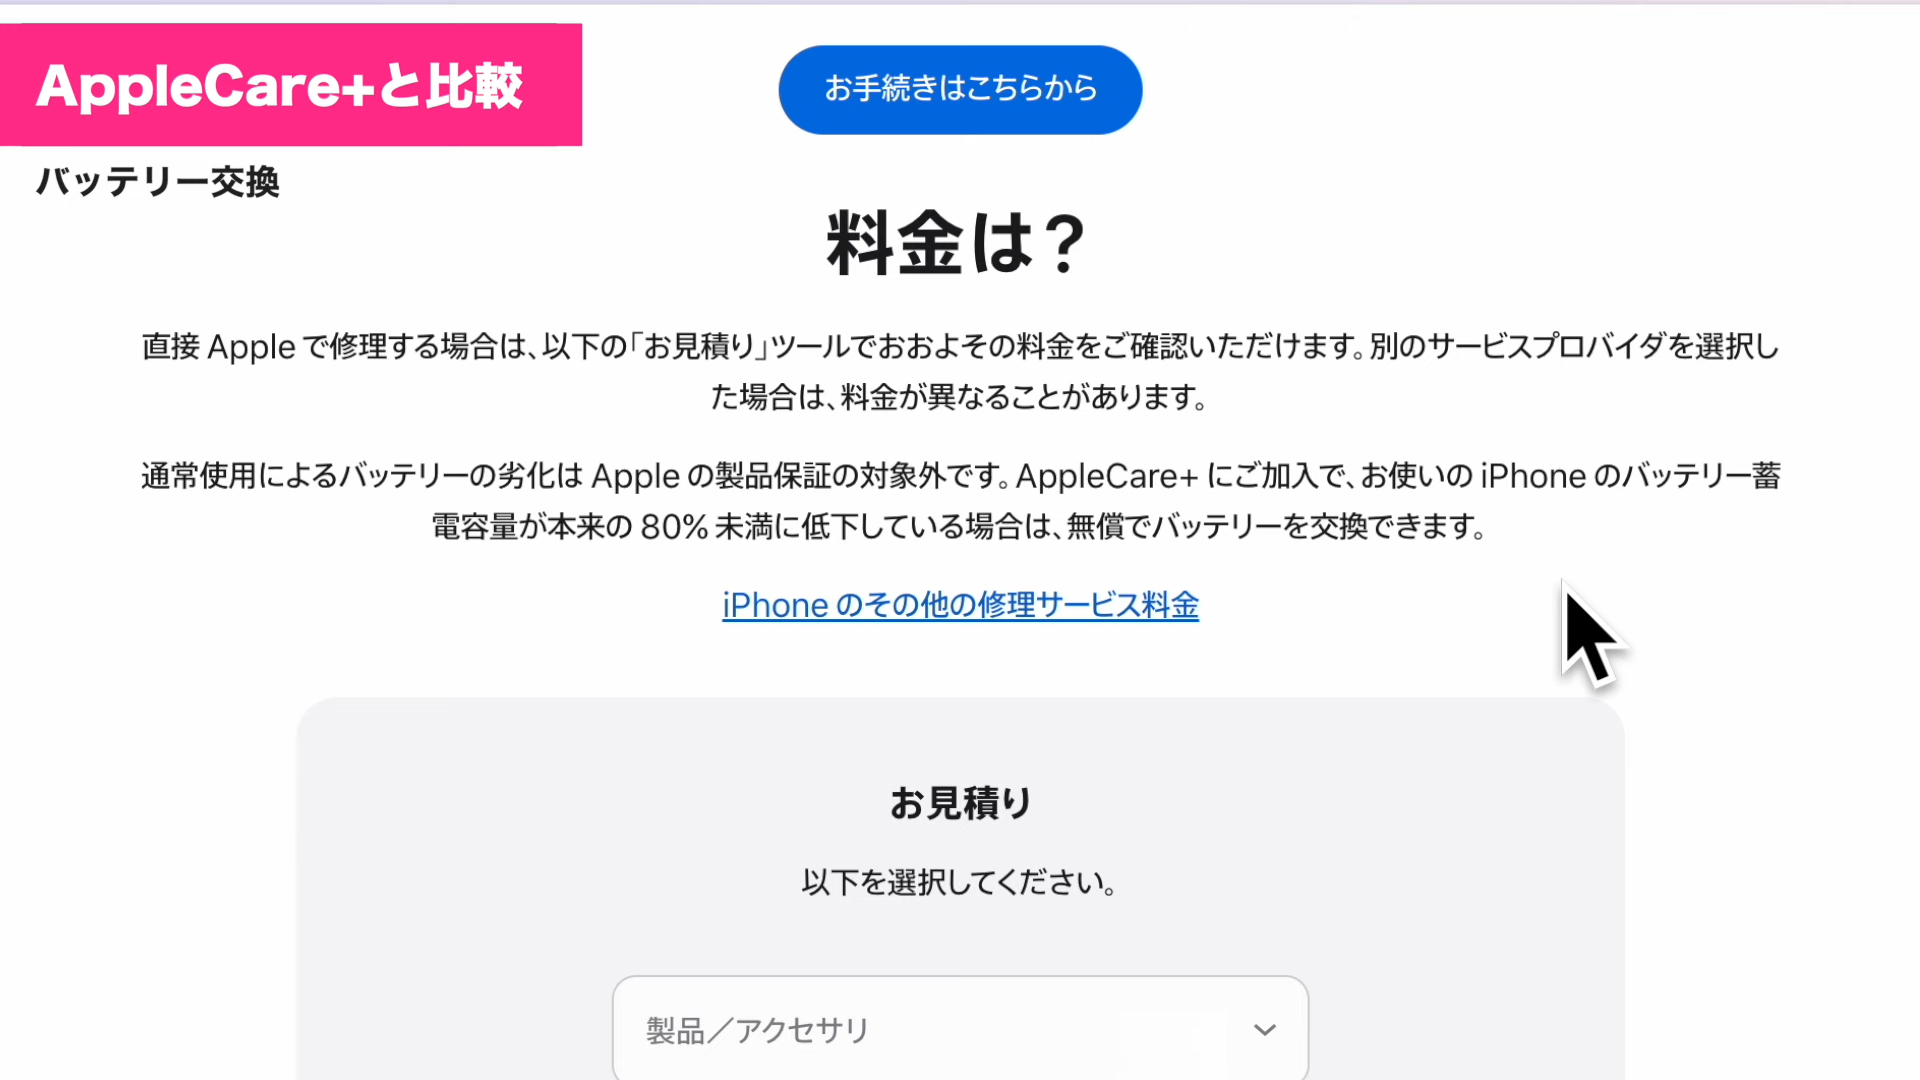 AppleCare+と比較
お手続きはこちらから
バッテリー交換
料金は？
直接 Apple で修理する場合は、以下の「お見積り」ツールでおおよその料金をご確認いただけます。別のサービスプロバイダを選択し
た場合は、料金が異なることがあります。
通常使用によるバッテリーの劣化は Apple の製品保証の対象外です。AppleCare+ にご加入で、お使いの iPhone のバッテリー蓄
電容量が本来の 80% 未満に低下している場合は、無償でバッテリーを交換できます。
iPhone のその他の修理サービス料金
お見積り
以下を選択してください。
製品／アクセサリ